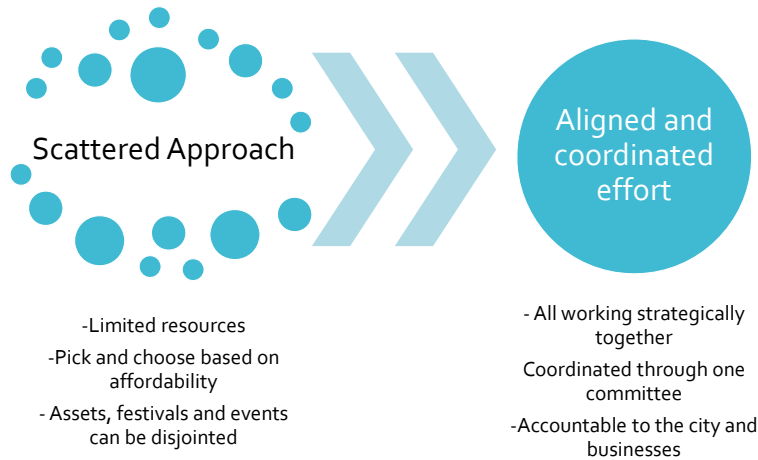 Scattered Approach
Aligned and
coordinated
effort
-Limited resources
-Pick and choose based on
affordability
- Assets, festivals and events
can be disjointed
- All working strategically
together
Coordinated through one
committee
-Accountable to the city and
businesses